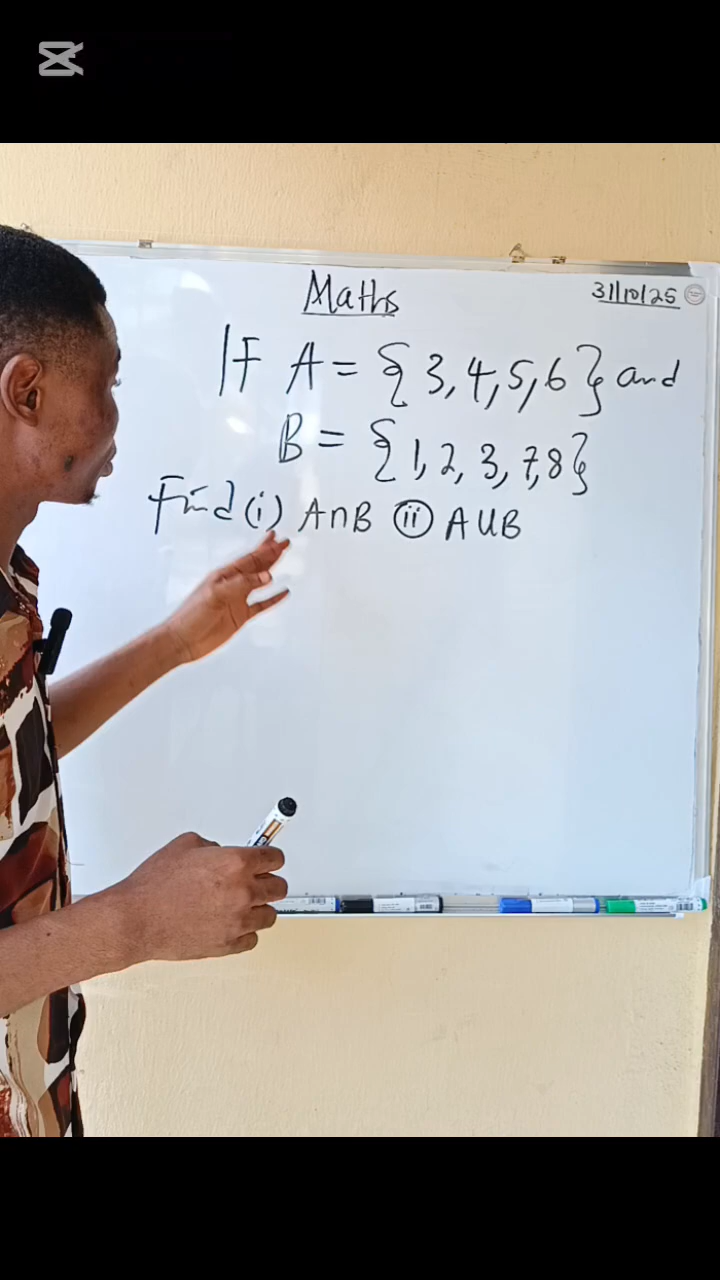 Maths
31/10/25
If A = {3, 4, 5, 6} and
B = {1, 2, 3, 7, 8}
Find (i) A∩B (ii) A∪B